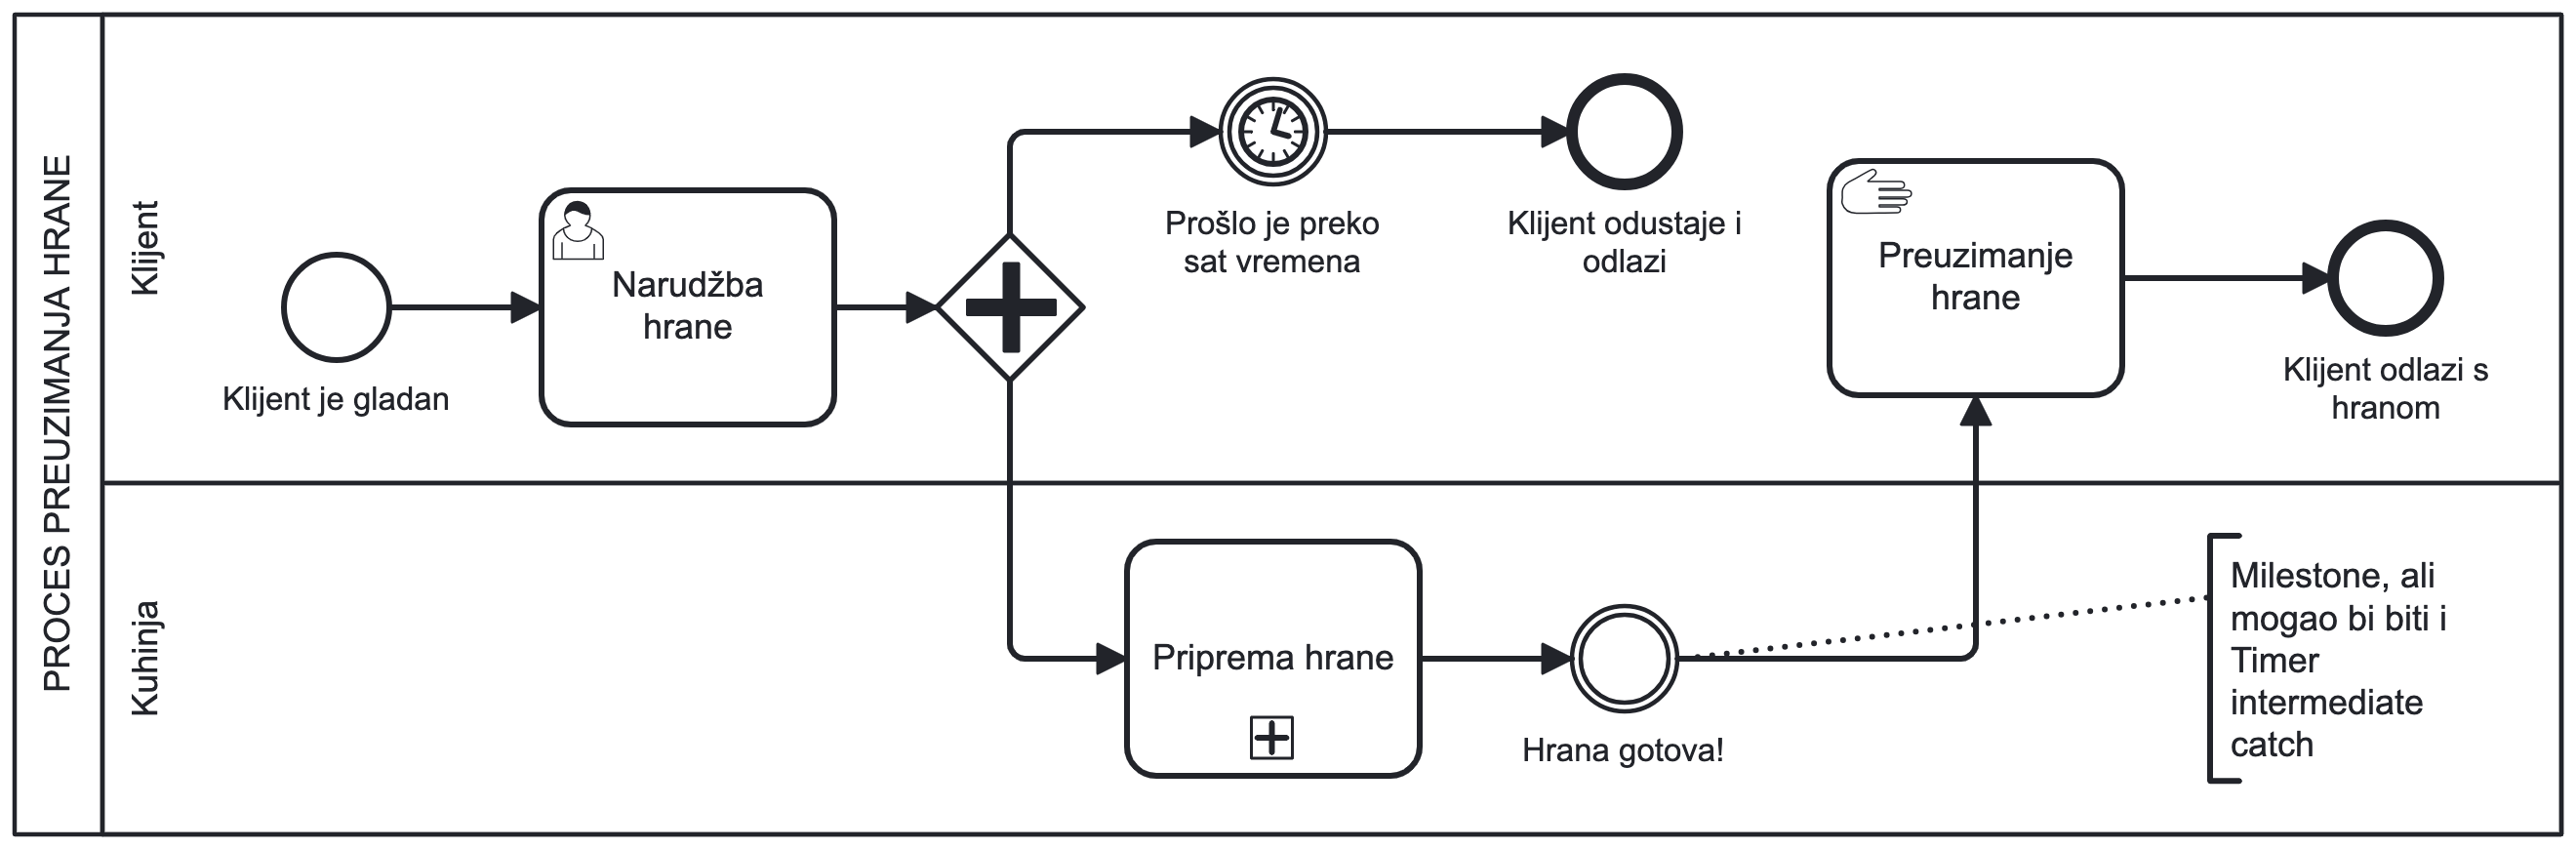 PROCES PREUZIMANJA HRANE
Klijent
Klijent je gladan
Narudžba
hrane
Prošlo je preko
sat vremena
Klijent odustaje i
odlazi
Preuzimanje
hrane
Klijent odlazi s
hranom
Kuhinja
Priprema hrane
Hrana gotova!
Milestone, ali
mogao bi biti i
Timer
intermediate
catch